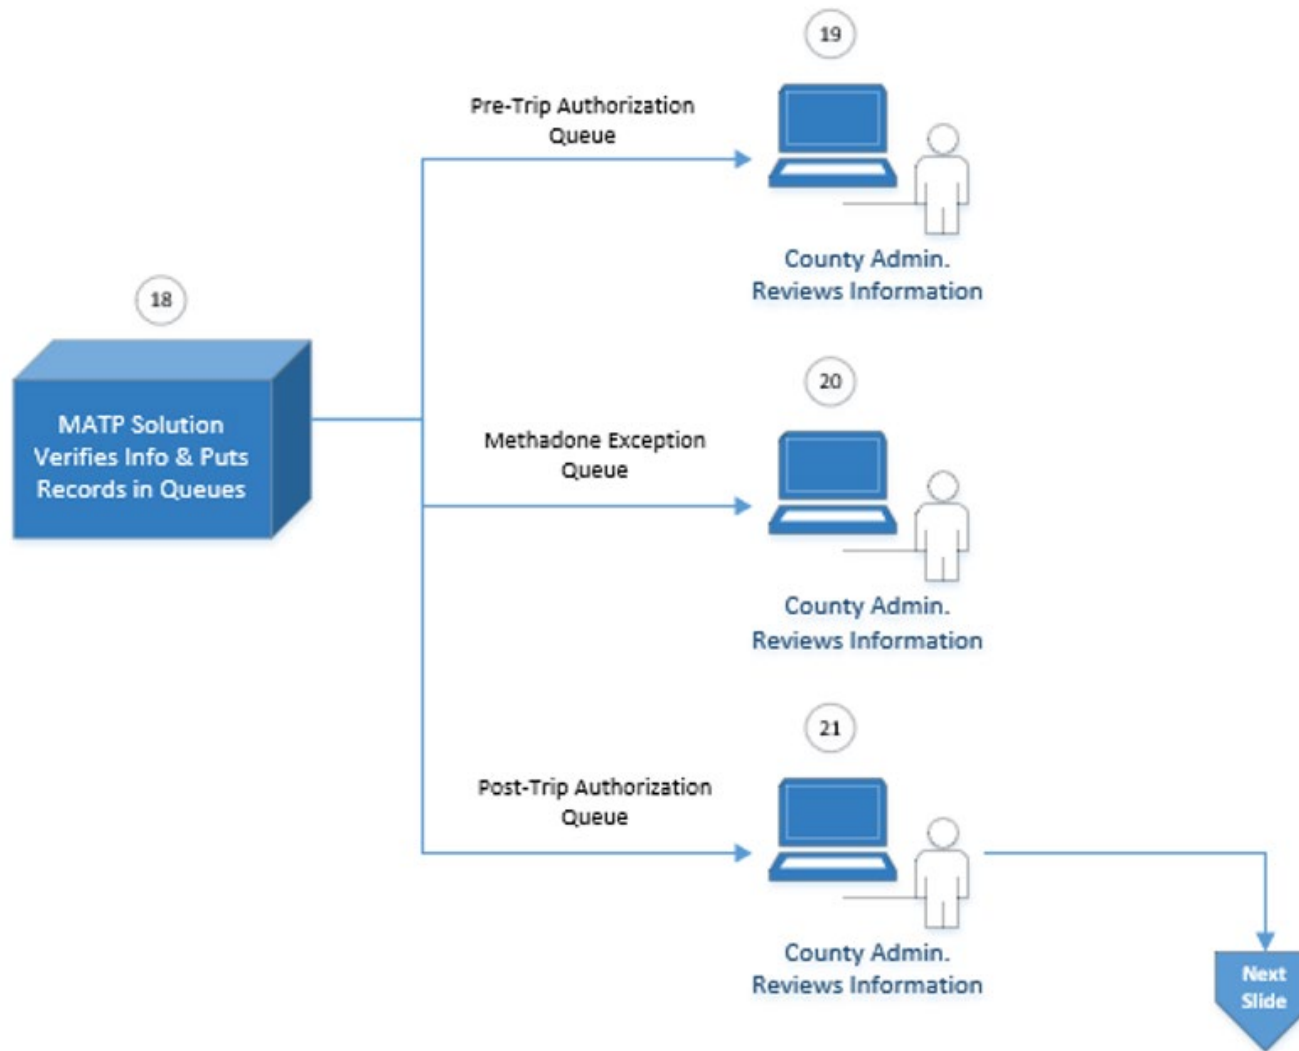 19
Pre-Trip Authorization
Queue
County Admin.
Reviews Information
18
MATP Solution
Verifies Info & Puts
Records in Queues
20
Methadone Exception
Queue
County Admin.
Reviews Information
21
Post-Trip Authorization
Queue
County Admin.
Reviews Information
Next
Slide